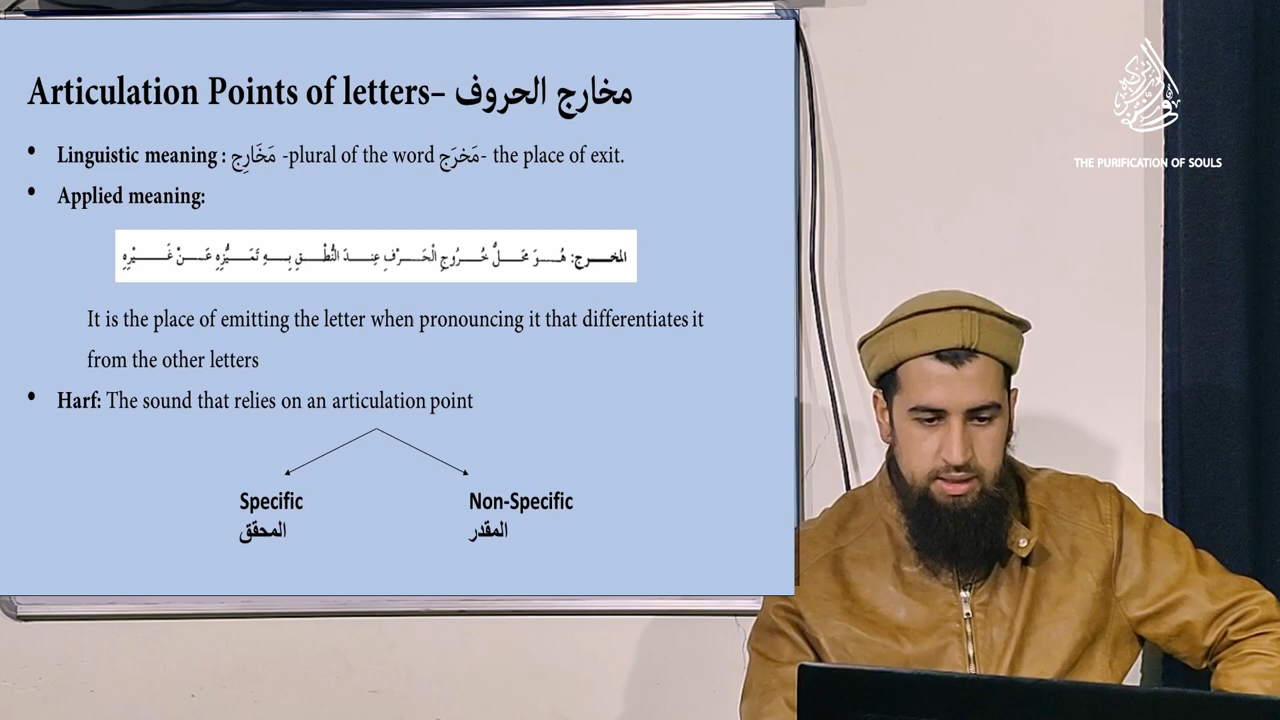 Articulation Points of letters– مخارج الحروف
• Linguistic meaning : مَخَارِج -plural of the word مَخْرَج- the place of exit.
• Applied meaning:
المخرج: هُوَ مَحَلُّ خُرُوجِ الْحَرْفِ عِندَ النُّطْقِ بِهِ تَمَيُّزِهِ عَنْ غَيْرِهِ
It is the place of emitting the letter when pronouncing it that differentiates it
from the other letters
• Harf: The sound that relies on an articulation point
Specific Non-Specific
المحقق المقدر
THE PURIFICATION OF SOULS